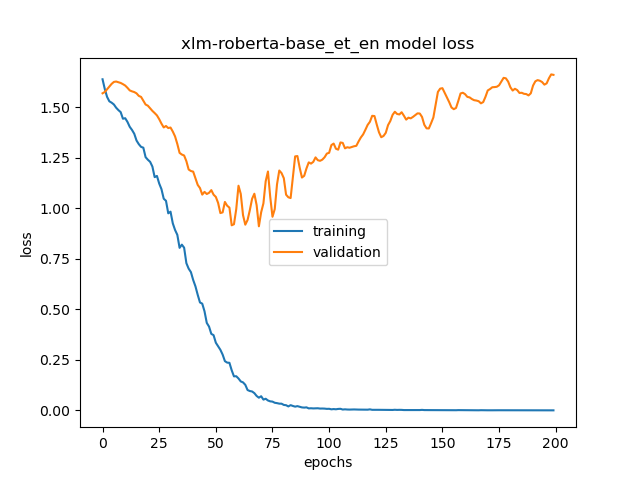 xlm-roberta-base_et_en model loss
loss
1.50
1.25
1.00
0.75
0.50
0.25
0.00
training
validation
0 25 50 75 100 125 150 175 200
epochs